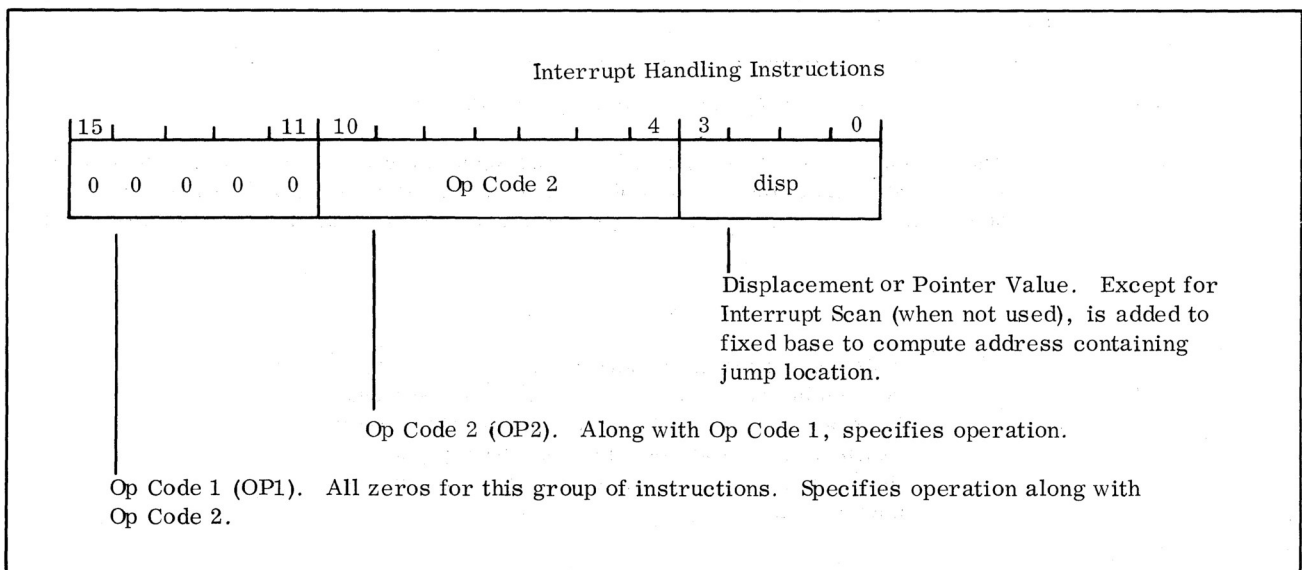 Interrupt Handling Instructions
15 11 10 4 3 0
0 0 0 0 0 Op Code 2 disp
Displacement or Pointer Value. Except for
Interrupt Scan (when not used), is added to
fixed base to compute address containing
jump location.
Op Code 2 (OP2). Along with Op Code 1, specifies operation.
Op Code 1 (OP1). All zeros for this group of instructions. Specifies operation along with
Op Code 2.